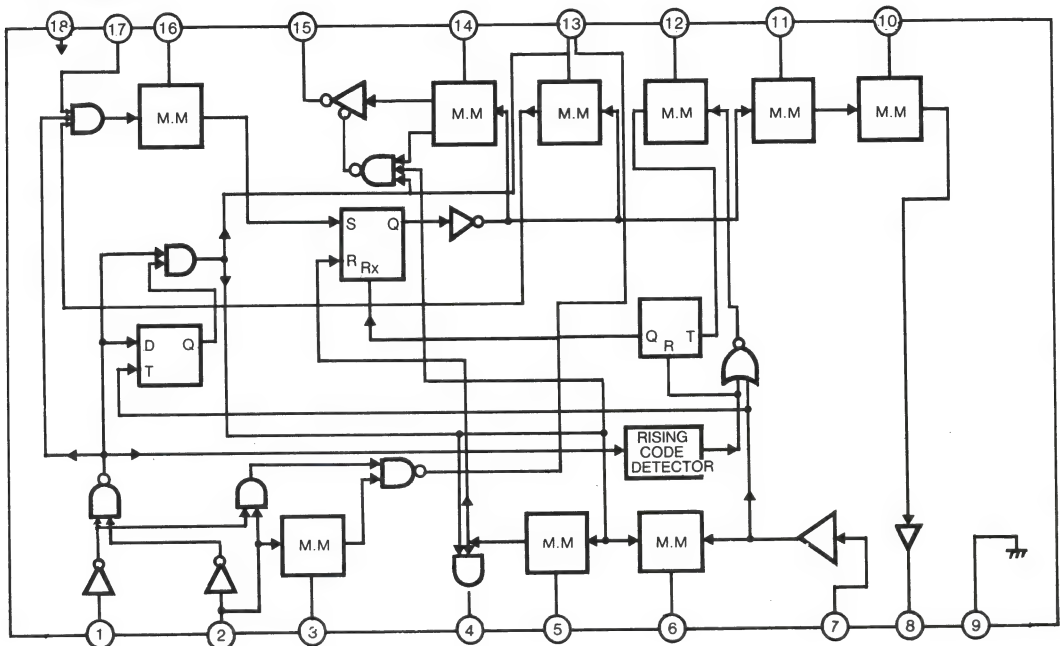 18 17 16 15 14 13 12 11 10
M.M M.M M.M M.M M.M M.M
S Q
R Rx
Q T
R
D Q
T
RISING
CODE
DETECTOR
M.M M.M M.M
1 2 3 4 5 6 7 8 9